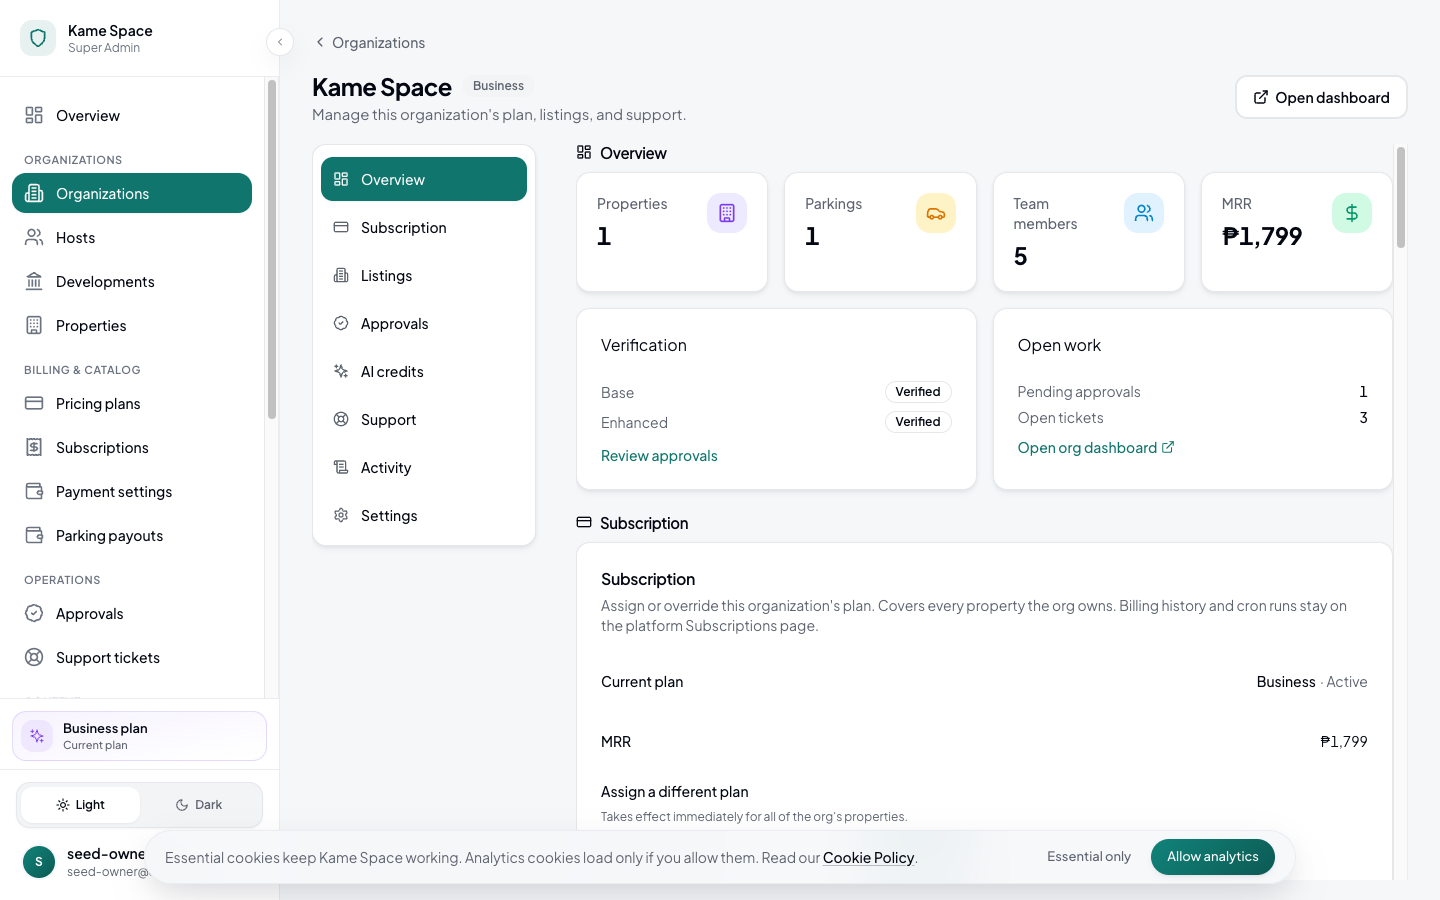 Kame Space
Super Admin
Overview
ORGANIZATIONS
Organizations
Hosts
Developments
Properties
BILLING & CATALOG
Pricing plans
Subscriptions
Payment settings
Parking payouts
OPERATIONS
Approvals
Support tickets
Business plan
Current plan
Light
Dark
S
seed-owne
seed-owner@
Organizations
Kame Space
Business
Manage this organization's plan, listings, and support.
Open dashboard
Overview
Subscription
Listings
Approvals
AI credits
Support
Activity
Settings
Overview
Properties
1
Parkings
1
Team
members
5
MRR
₱1,799
Verification
Base
Verified
Enhanced
Verified
Review approvals
Open work
Pending approvals
1
Open tickets
3
Open org dashboard
Subscription
Subscription
Assign or override this organization's plan. Covers every property the org owns. Billing history and cron runs stay on
the platform Subscriptions page.
Current plan
Business · Active
MRR
₱1,799
Assign a different plan
Takes effect immediately for all of the org's properties.
Essential cookies keep Kame Space working. Analytics cookies load only if you allow them. Read our Cookie Policy.
Essential only
Allow analytics